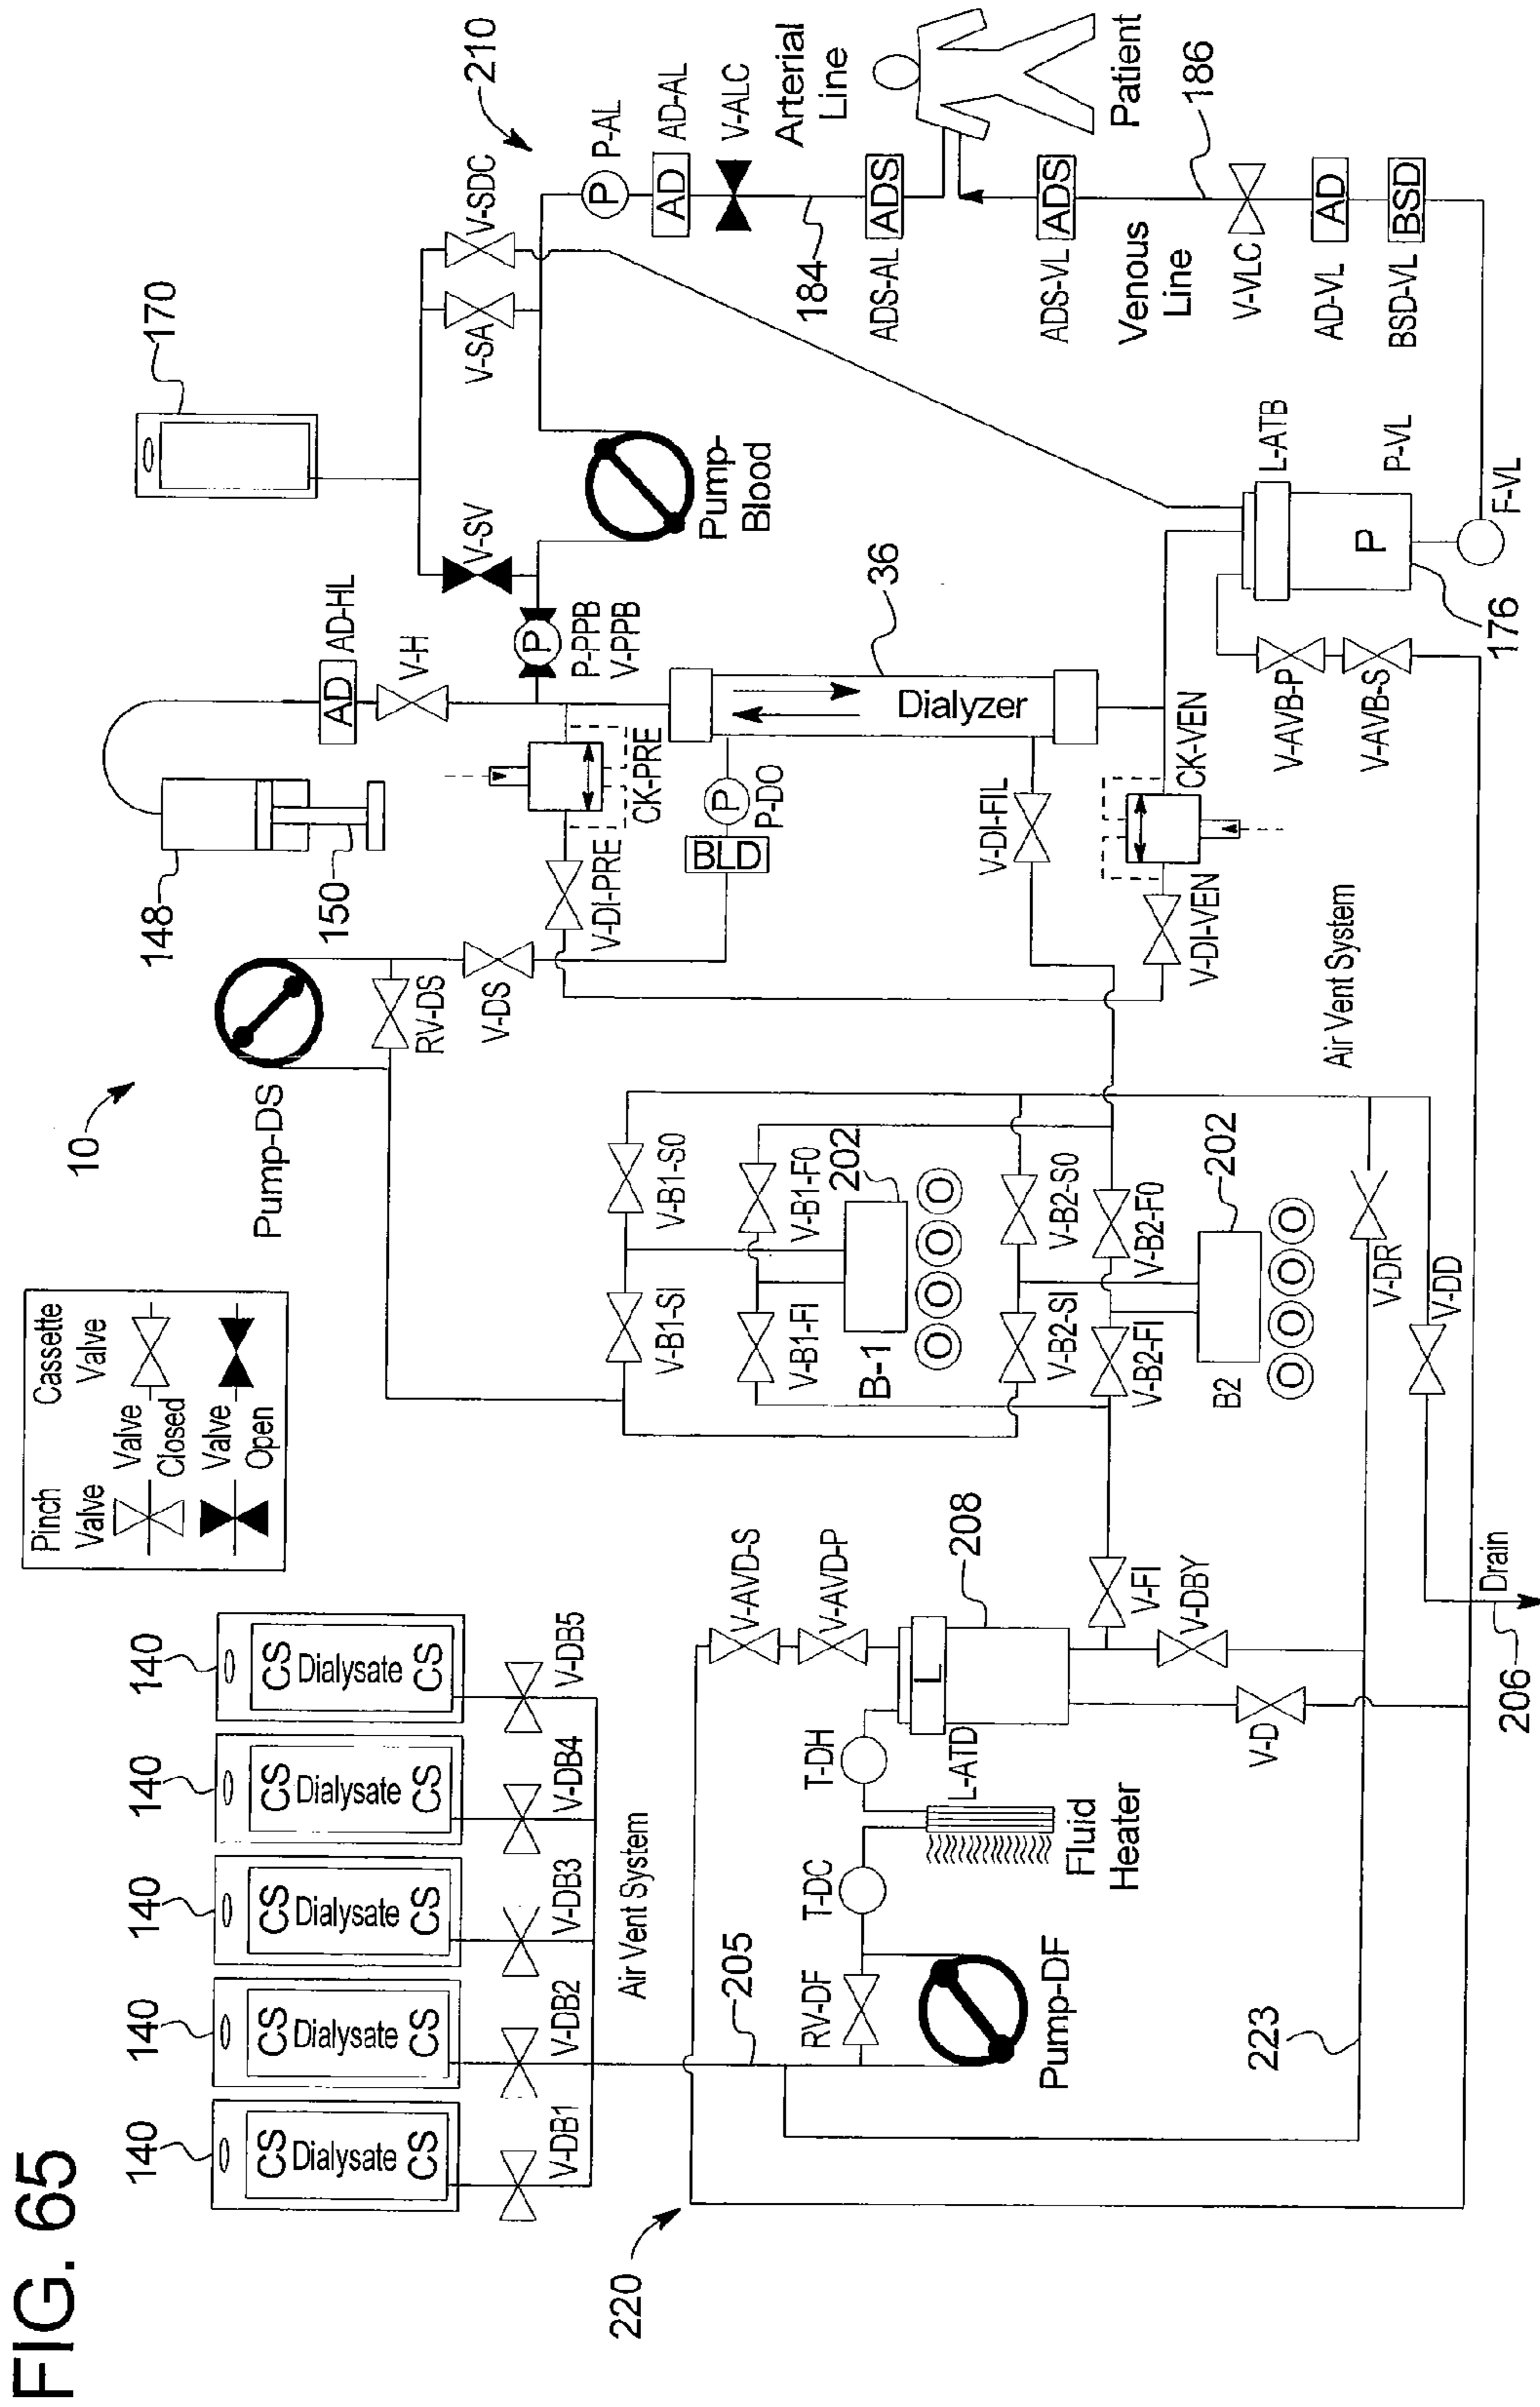 FIG. 65
Pinch Valve
Cassette Valve
Valve Closed
Valve Open
10
140
140
140
140
140
CS Dialysate CS
CS Dialysate CS
CS Dialysate CS
CS Dialysate CS
CS Dialysate CS
V-DB1
V-DB2
V-DB3
V-DB4
V-DB5
Air Vent System
220
205
RV-DF
Pump-DF
T-DC
T-DH
Fluid Heater
L-ATD
L
V-AVD-S
V-AVD-P
208
V-FI
V-DBY
V-D
223
206
Drain
Pump-DS
RV-DS
V-DS
V-B1-SI
V-B1-S0
V-B1-FI
V-B1-F0
B-1
202
O O O O
V-B2-SI
V-B2-S0
V-B2-FI
V-B2-F0
B2
202
O O O O
V-DR
V-DD
Air Vent System
148
150
AD
AD-HL
V-H
CK-PRE
V-DI-PRE
BLD
P
P-DO
V-DI-FIL
V-DI-VEN
CK-VEN
Dialyzer
36
P
P-PPB
V-PPB
V-SV
170
Pump-Blood
V-SA
V-SDC
210
P
P-AL
AD
AD-AL
V-ALC
Arterial Line
184
ADS
ADS-AL
Patient
ADS
ADS-VL
Venous Line
186
V-VLC
AD
AD-VL
BSD
BSD-VL
L-ATB
P
P-VL
F-VL
176
V-AVB-P
V-AVB-S